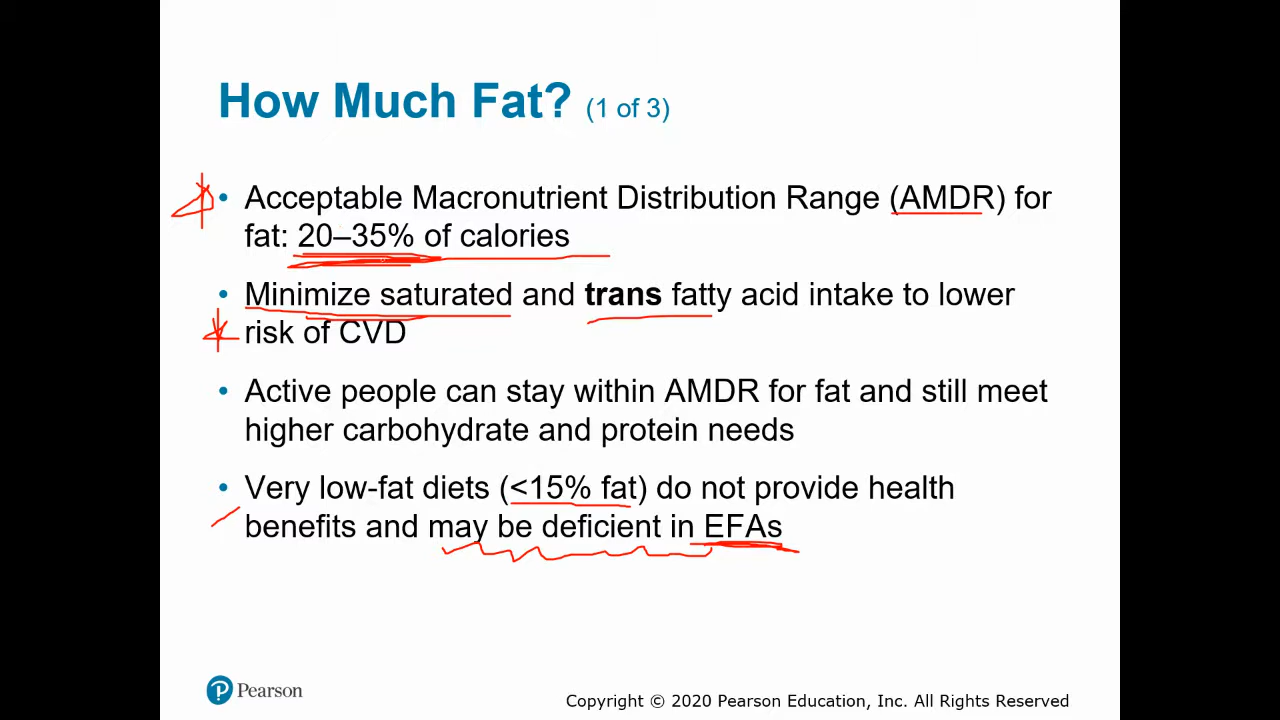 How Much Fat? (1 of 3)
• Acceptable Macronutrient Distribution Range (AMDR) for
fat: 20–35% of calories
• Minimize saturated and trans fatty acid intake to lower
risk of CVD
• Active people can stay within AMDR for fat and still meet
higher carbohydrate and protein needs
• Very low-fat diets (<15% fat) do not provide health
benefits and may be deficient in EFAs
Pearson
Copyright © 2020 Pearson Education, Inc. All Rights Reserved